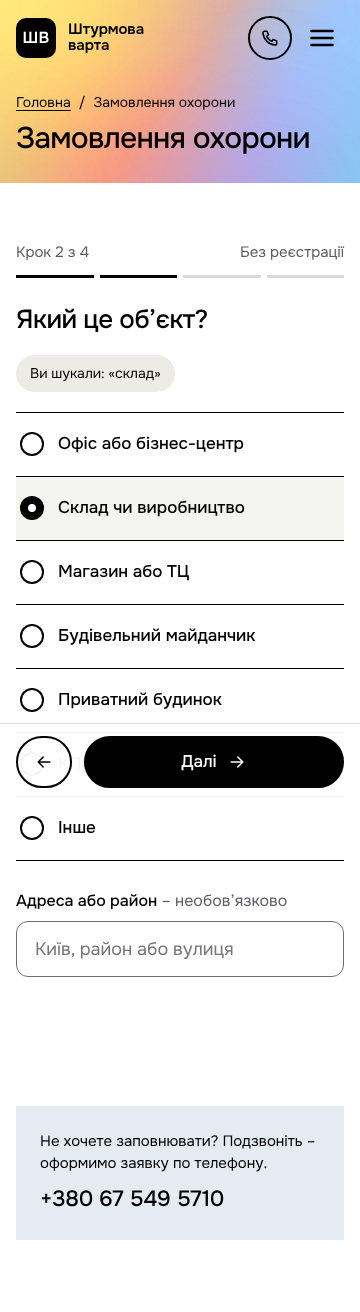 ШВ
Штурмова
варта
Головна / Замовлення охорони
Замовлення охорони
Крок 2 з 4
Без реєстрації
Який це об’єкт?
Ви шукали: «склад»
Офіс або бізнес-центр
Склад чи виробництво
Магазин або ТЦ
Будівельний майданчик
Приватний будинок
Далі
Інше
Адреса або район – необов’язково
Київ, район або вулиця
Не хочете заповнювати? Подзвоніть –
оформимо заявку по телефону.
+380 67 549 5710